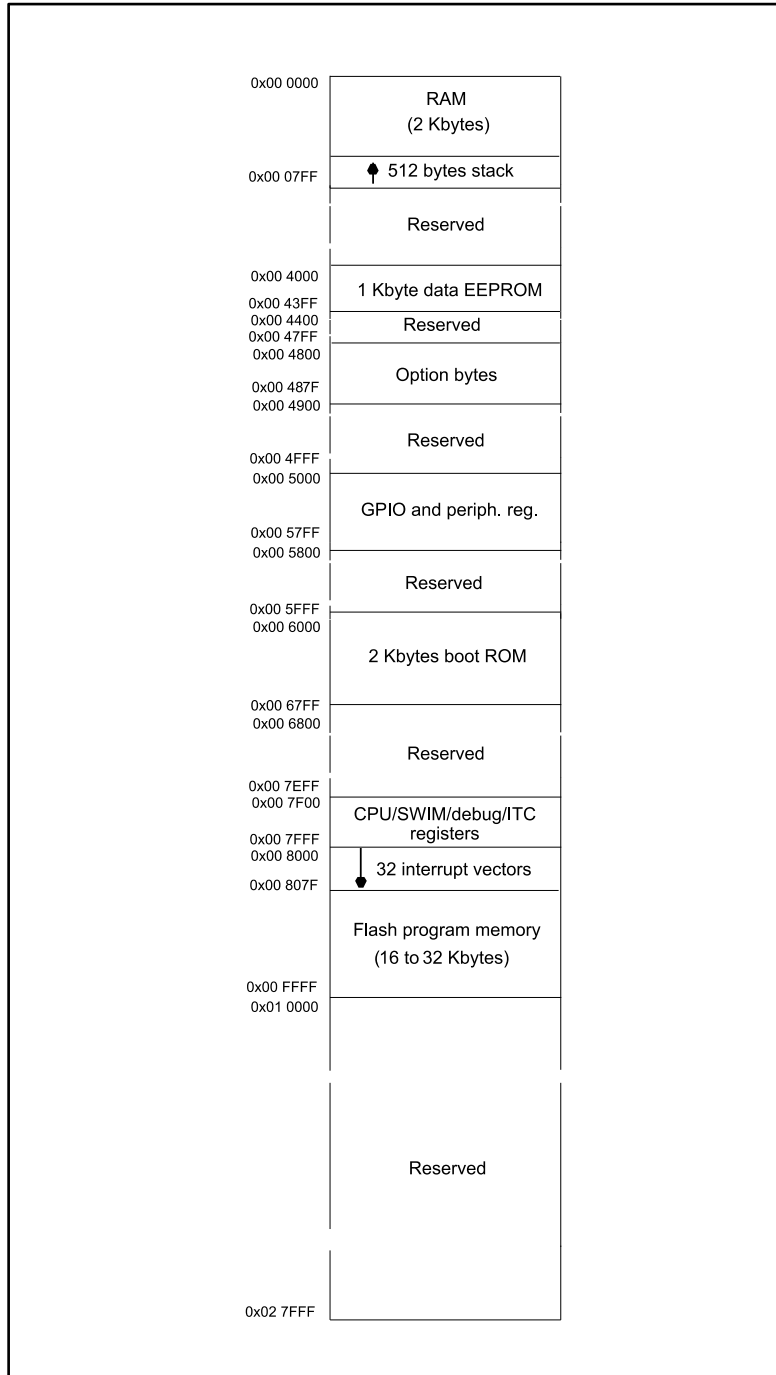 0x00 0000
RAM
(2 Kbytes)
512 bytes stack
0x00 07FF
Reserved
0x00 4000
1 Kbyte data EEPROM
0x00 43FF
0x00 4400
Reserved
0x00 47FF
0x00 4800
Option bytes
0x00 487F
0x00 4900
Reserved
0x00 4FFF
0x00 5000
GPIO and periph. reg.
0x00 57FF
0x00 5800
Reserved
0x00 5FFF
0x00 6000
2 Kbytes boot ROM
0x00 67FF
0x00 6800
Reserved
0x00 7EFF
0x00 7F00
CPU/SWIM/debug/ITC
registers
0x00 7FFF
0x00 8000
32 interrupt vectors
0x00 807F
Flash program memory
(16 to 32 Kbytes)
0x00 FFFF
0x01 0000
Reserved
0x02 7FFF